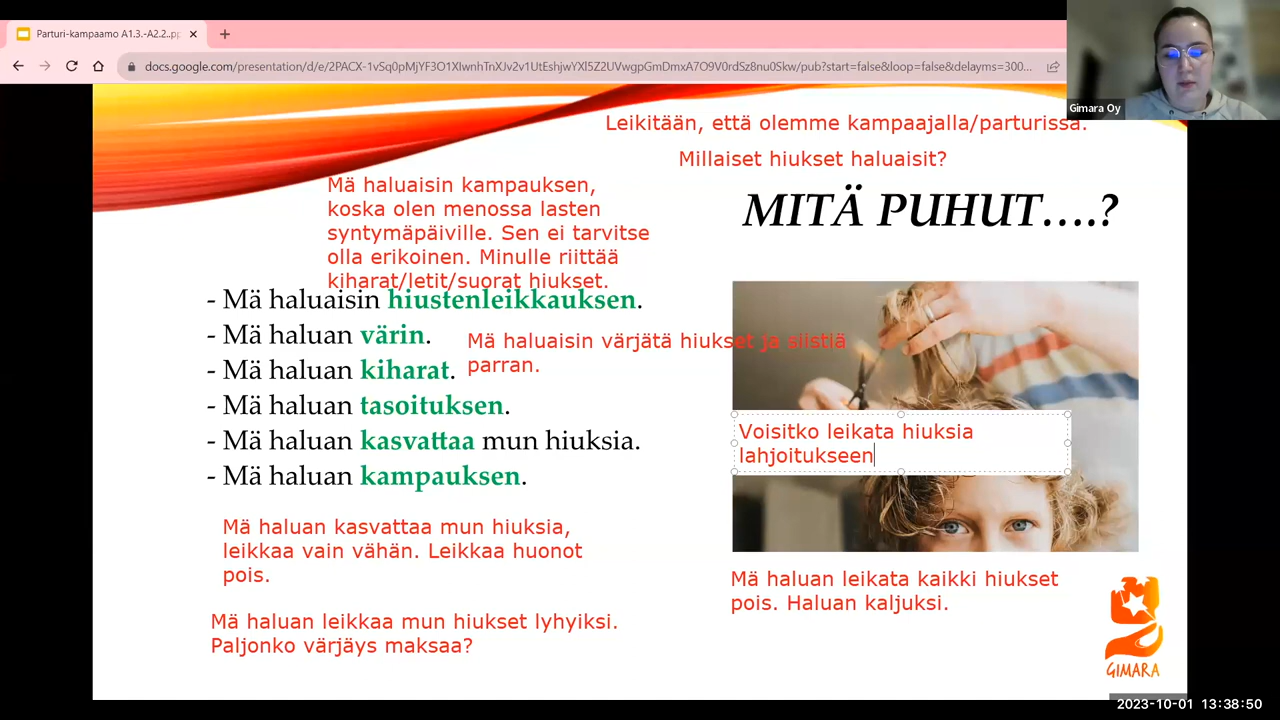 Parturi-kampaamo A1.3.-A2.2..pp
docs.google.com/presentation/d/e/2PACX-1vSq0pMjYF3O1XIwnhTnXJv2v1UtEshjwYXl5Z2UVwgpGmDmxA7O9V0rdSz8nu0Skw/pub?start=false&loop=false&delayms=300...
Gimara Oy
Leikitään, että olemme kampaajalla/parturissa.
Millaiset hiukset haluaisit?
MITÄ PUHUT....?
Mä haluaisin kampauksen,
koska olen menossa lasten
syntymäpäiville. Sen ei tarvitse
olla erikoinen. Minulle riittää
kiharat/letit/suorat hiukset.
- Mä haluaisin hiustenleikkauksen.
- Mä haluan värin.
Mä haluaisin värjätä hiukset ja siistiä
parran.
- Mä haluan kiharat.
- Mä haluan tasoituksen.
- Mä haluan kasvattaa mun hiuksia.
- Mä haluan kampauksen.
Voisitko leikata hiuksia
lahjoitukseen
Mä haluan kasvattaa mun hiuksia,
leikkaa vain vähän. Leikkaa huonot
pois.
Mä haluan leikata kaikki hiukset
pois. Haluan kaljuksi.
Mä haluan leikkaa mun hiukset lyhyiksi.
Paljonko värjäys maksaa?
GIMARA
2023-10-01 13:38:50